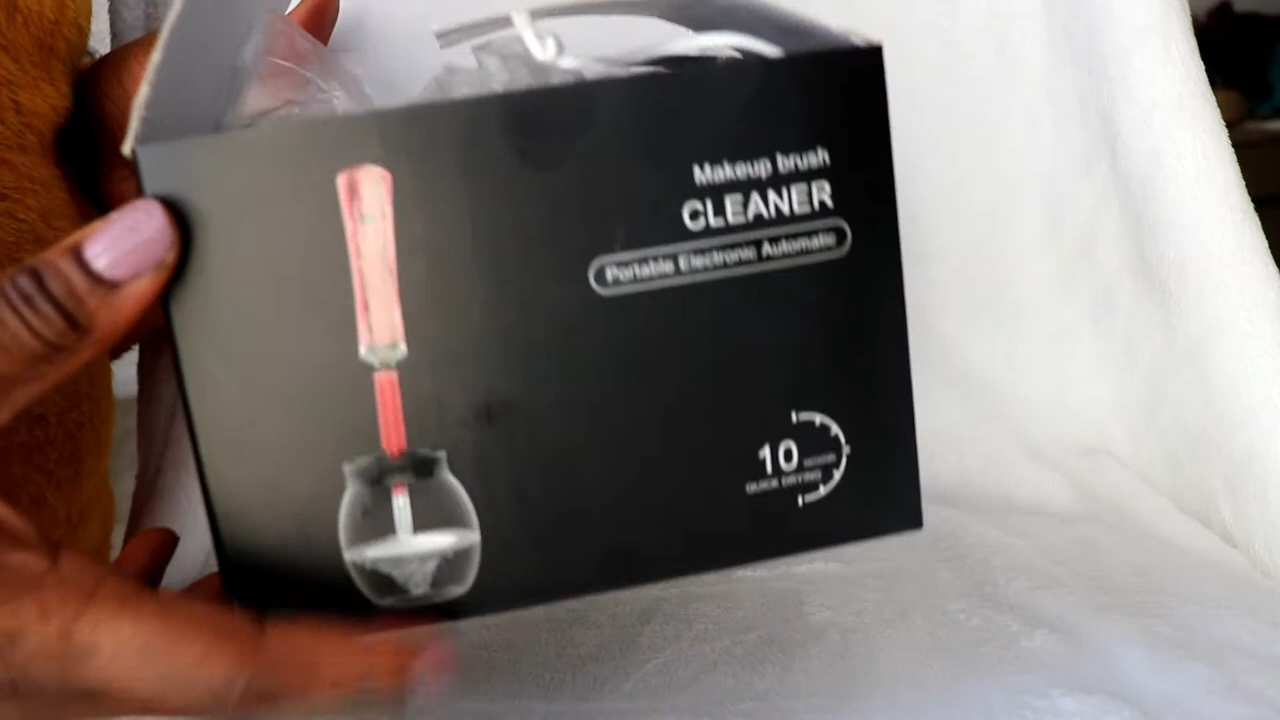 Makeup brush
CLEANER
Portable Electronic Automatic
10
QUICK DRYING